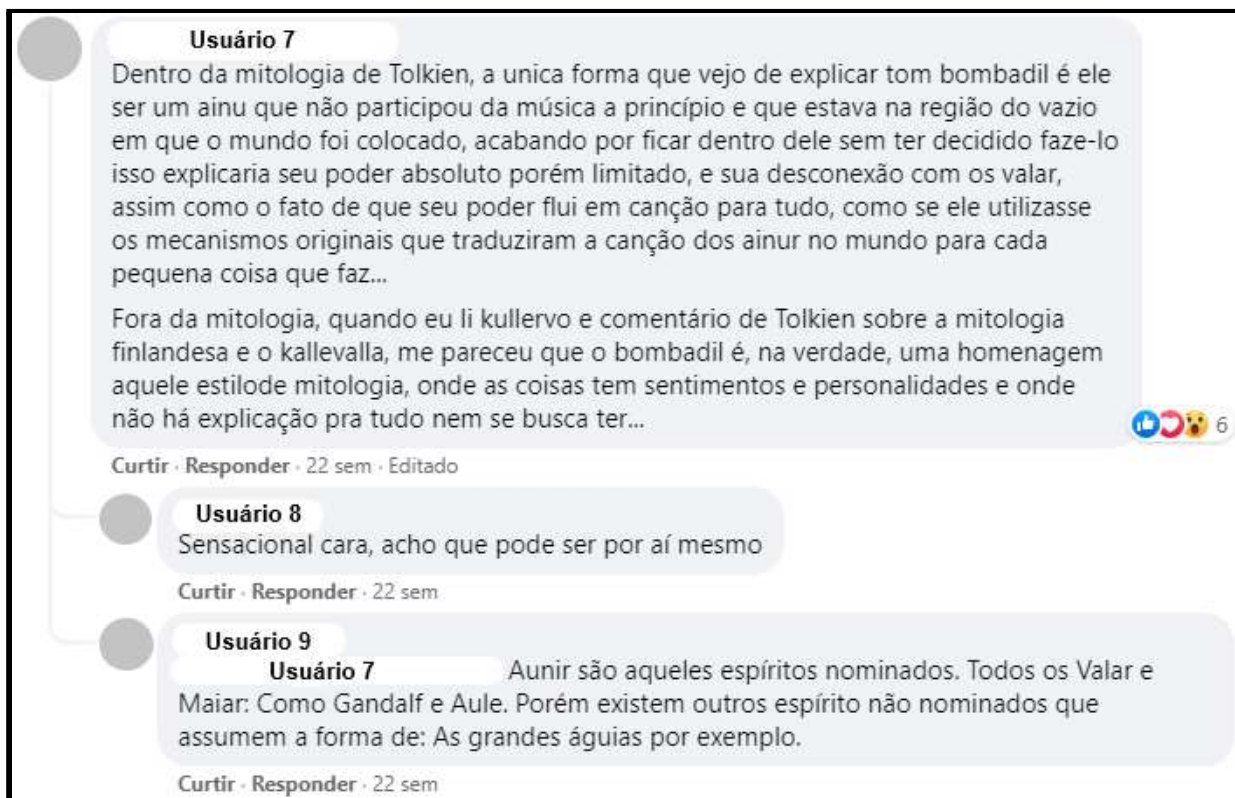 Usuário 7
Dentro da mitologia de Tolkien, a unica forma que vejo de explicar tom bombadil é ele
ser um ainu que não participou da música a princípio e que estava na região do vazio
em que o mundo foi colocado, acabando por ficar dentro dele sem ter decidido faze-lo
isso explicaria seu poder absoluto porém limitado, e sua desconexão com os valar,
assim como o fato de que seu poder flui em canção para tudo, como se ele utilizasse
os mecanismos originais que traduziram a canção dos ainur no mundo para cada
pequena coisa que faz...
Fora da mitologia, quando eu li kullervo e comentário de Tolkien sobre a mitologia
finlandesa e o kallevalla, me pareceu que o bombadil é, na verdade, uma homenagem
aquele estilode mitologia, onde as coisas tem sentimentos e personalidades e onde
não há explicação pra tudo nem se busca ter...
6
Curtir · Responder · 22 sem · Editado
Usuário 8
Sensacional cara, acho que pode ser por aí mesmo
Curtir · Responder · 22 sem
Usuário 9
Usuário 7 Aunir são aqueles espíritos nominados. Todos os Valar e
Maiar: Como Gandalf e Aule. Porém existem outros espírito não nominados que
assumem a forma de: As grandes águias por exemplo.
Curtir · Responder · 22 sem